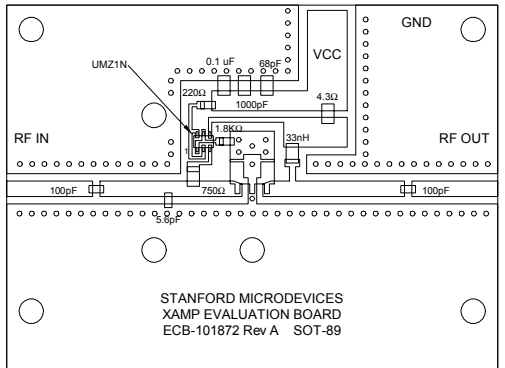 GND
VCC
0.1 uF
68pF
UMZ1N
220Ω
1000pF
4.3Ω
1.8KΩ
RF IN
33nH
RF OUT
1
100pF
750Ω
100pF
5.6pF
STANFORD MICRODEVICES
XAMP EVALUATION BOARD
ECB-101872 Rev A SOT-89